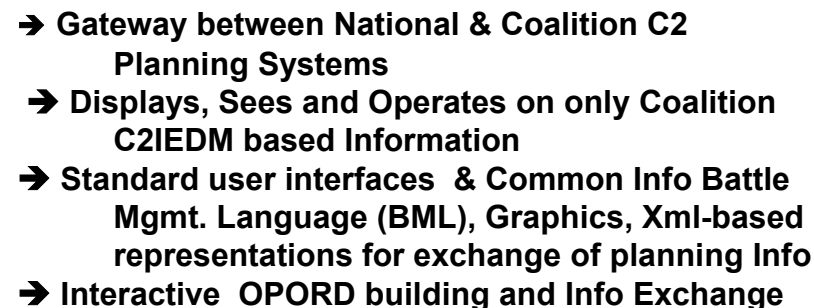 ➔ Gateway between National & Coalition C2
Planning Systems
➔ Displays, Sees and Operates on only Coalition
C2IEDM based Information
➔ Standard user interfaces & Common Info Battle
Mgmt. Language (BML), Graphics, Xml-based
representations for exchange of planning Info
➔ Interactive OPORD building and Info Exchange